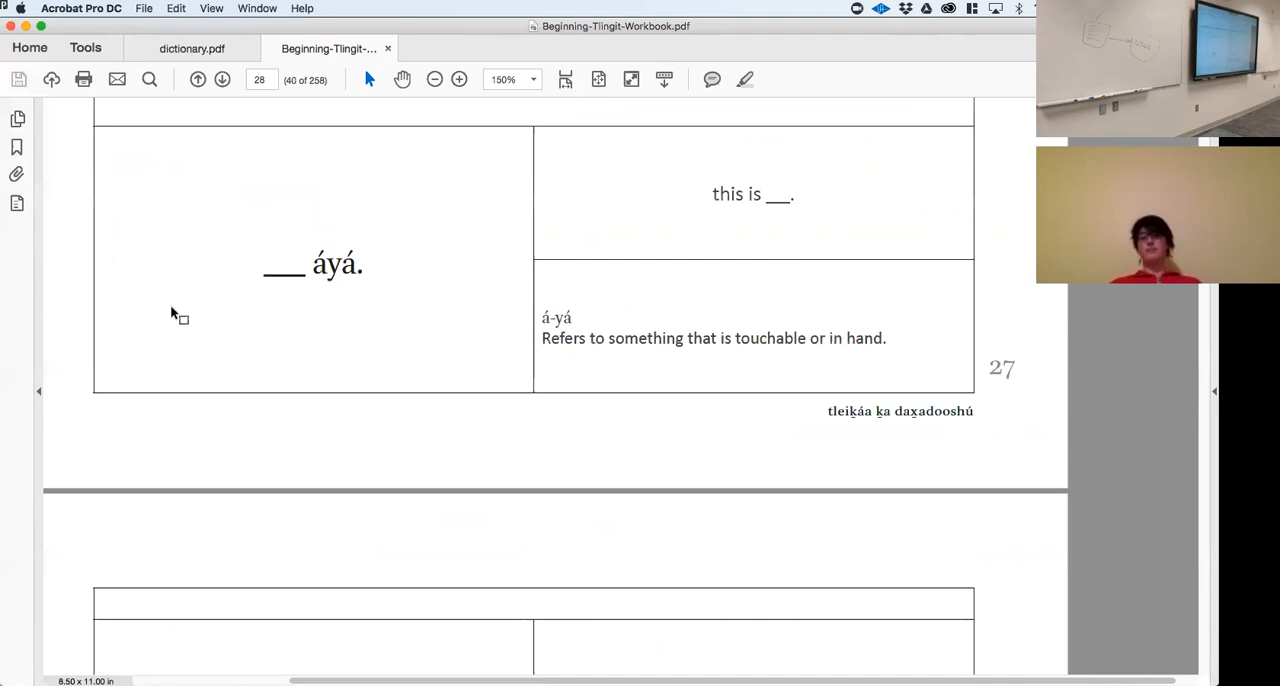 Acrobat Pro DC File Edit View Window Help
Beginning-Tlingit-Workbook.pdf
Home Tools dictionary.pdf Beginning-Tlingit-... ×
28 (40 of 258) 150%
this is ___.
___ áyá.
á-yá
Refers to something that is touchable or in hand.
27
tleiḵáa ḵa dax̱adooshú
8.50 x 11.00 in